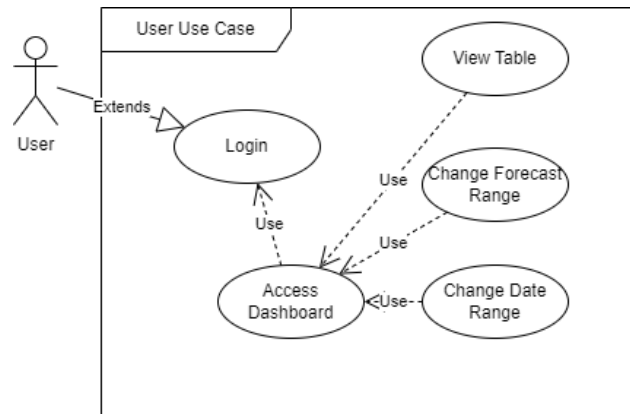 User Use Case
View Table
Extends
User
Login
Use
Change Forecast
Range
Use
Use
Access
Dashboard
Use
Change Date
Range